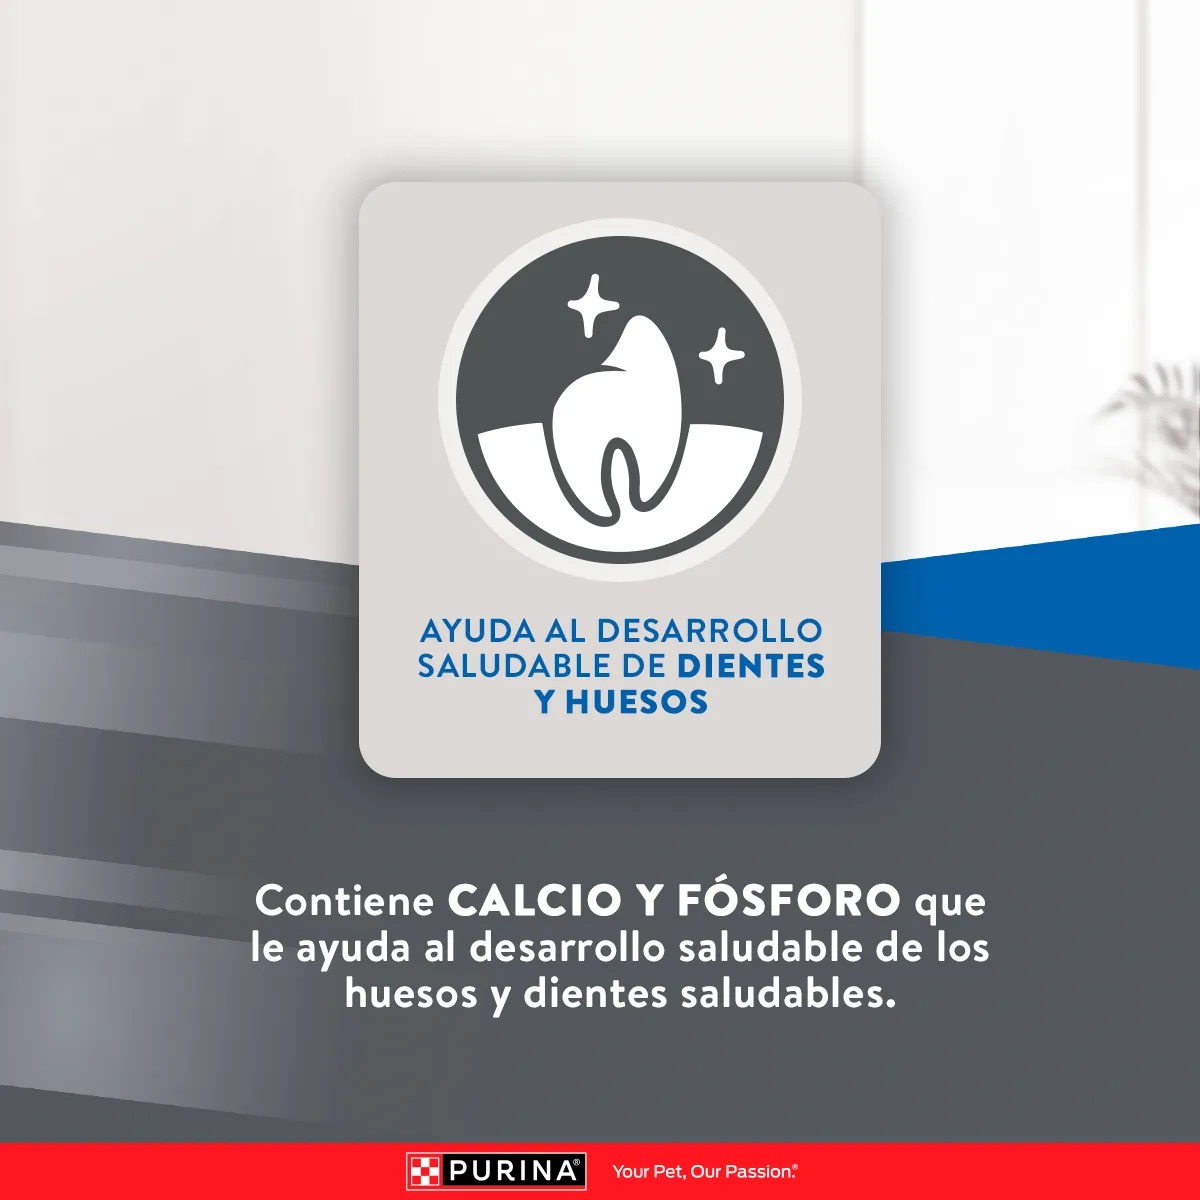 AYUDA AL DESARROLLO
SALUDABLE DE DIENTES
Y HUESOS
Contiene CALCIO Y FÓSFORO que
le ayuda al desarrollo saludable de los
huesos y dientes saludables.
PURINA® Your Pet, Our Passion.®